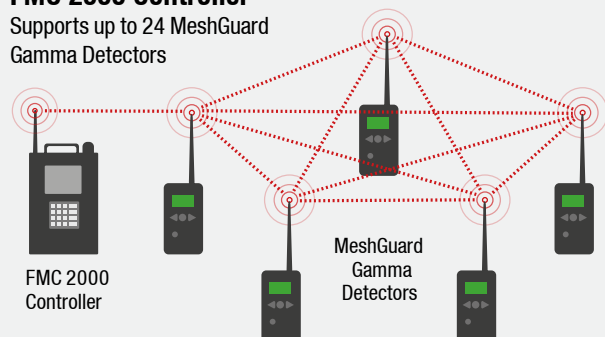 FMC 2000 Controller
Supports up to 24 MeshGuard
Gamma Detectors
FMC 2000
Controller
MeshGuard
Gamma
Detectors